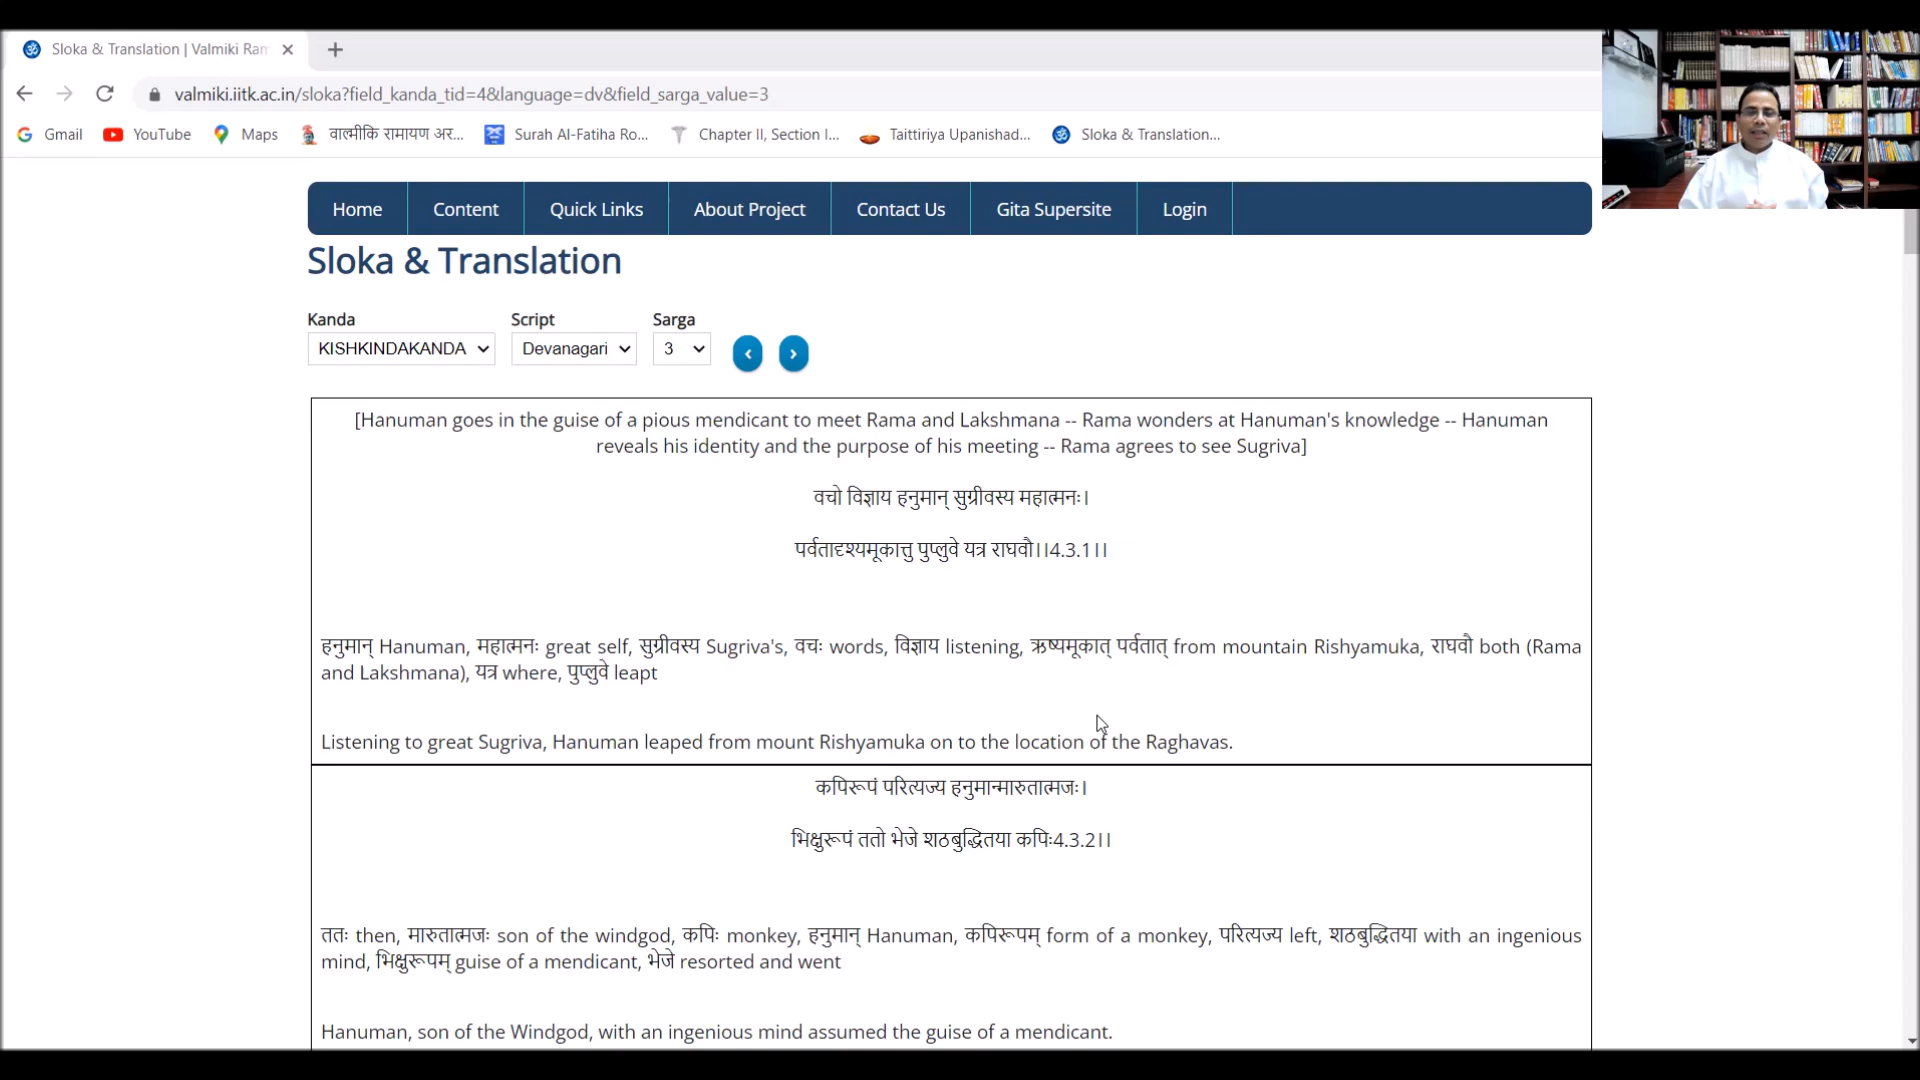 Sloka & Translation | Valmiki Ram
valmiki.iitk.ac.in/sloka?field_kanda_tid=4&language=dv&field_sarga_value=3
Gmail YouTube Maps वाल्मीकि रामायण अर... Surah Al-Fatiha Ro... Chapter II, Section I... Taittiriya Upanishad... Sloka & Translation...
Home Content Quick Links About Project Contact Us Gita Supersite Login
Sloka & Translation
Kanda Script Sarga
KISHKINDAKANDA Devanagari 3
[Hanuman goes in the guise of a pious mendicant to meet Rama and Lakshmana -- Rama wonders at Hanuman's knowledge -- Hanuman
reveals his identity and the purpose of his meeting -- Rama agrees to see Sugriva]
वचो विज्ञाय हनुमान् सुग्रीवस्य महात्मनः।
पर्वतादृश्यमूकात्तु पुप्लुवे यत्र राघवौ।।4.3.1।।
हनुमान् Hanuman, महात्मनः great self, सुग्रीवस्य Sugriva's, वचः words, विज्ञाय listening, ऋष्यमूकात् पर्वतात् from mountain Rishyamuka, राघवौ both (Rama
and Lakshmana), यत्र where, पुप्लुवे leapt
Listening to great Sugriva, Hanuman leaped from mount Rishyamuka on to the location of the Raghavas.
कपिरूपं परित्यज्य हनुमान्मारुतात्मजः।
भिक्षुरूपं ततो भेजे शठबुद्धितया कपिः4.3.2।।
ततः then, मारुतात्मजः son of the windgod, कपिः monkey, हनुमान् Hanuman, कपिरूपम् form of a monkey, परित्यज्य left, शठबुद्धितया with an ingenious
mind, भिक्षुरूपम् guise of a mendicant, भेजे resorted and went
Hanuman, son of the Windgod, with an ingenious mind assumed the guise of a mendicant.